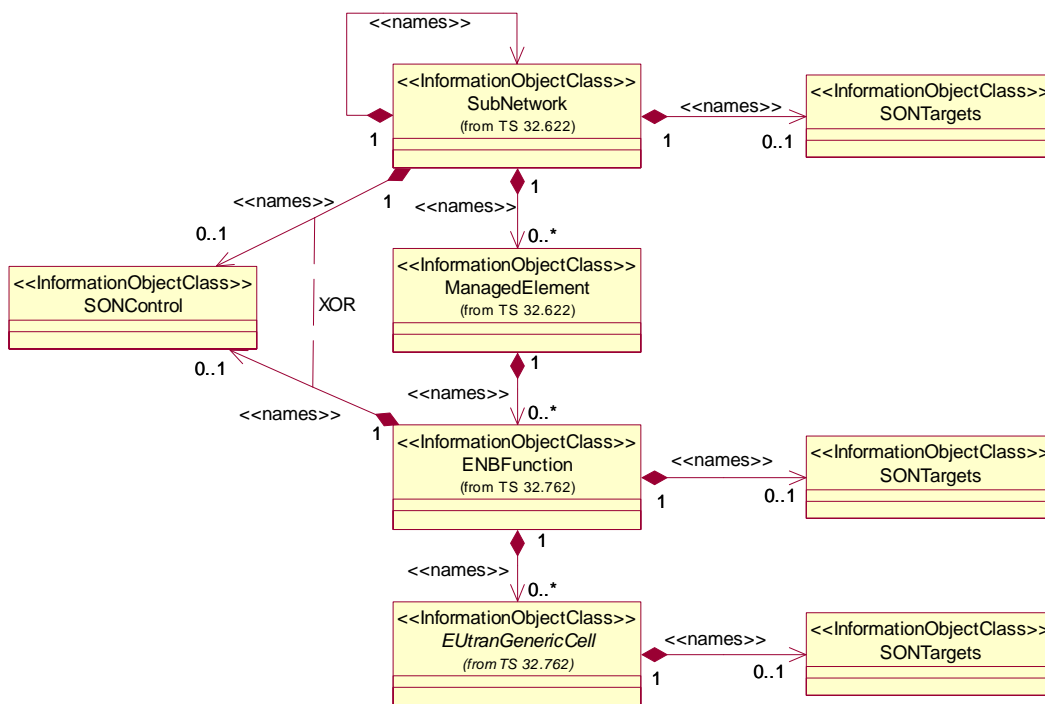 <<names>>
<<InformationObjectClass>>
SubNetwork
(from TS 32.622)
1
1
<<names>>
0..1
<<InformationObjectClass>>
SONTargets
1
<<names>>
0..1
1
<<names>>
0..*
<<InformationObjectClass>>
SONControl
XOR
<<InformationObjectClass>>
ManagedElement
(from TS 32.622)
0..1
<<names>>
1
1
<<names>>
0..*
<<InformationObjectClass>>
ENBFunction
(from TS 32.762)
1
<<names>>
0..1
<<InformationObjectClass>>
SONTargets
1
<<names>>
0..*
<<InformationObjectClass>>
EUtranGenericCell
(from TS 32.762)
1
<<names>>
0..1
<<InformationObjectClass>>
SONTargets